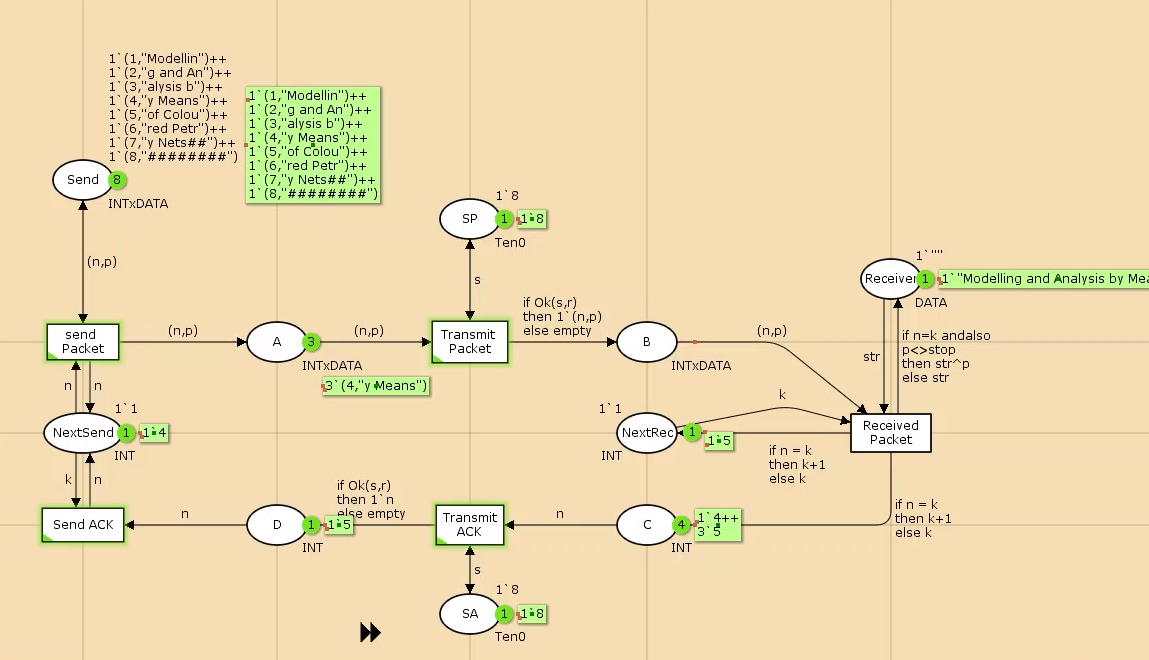 1`(1,"Modellin")++
1`(2,"g and An")++
1`(3,"alysis b")++
1`(4,"y Means")++
1`(5,"of Colou")++
1`(6,"red Petr")++
1`(7,"y Nets##")++
1`(8,"########")
1`(1,"Modellin")++
1`(2,"g and An")++
1`(3,"alysis b")++
1`(4,"y Means")++
1`(5,"of Colou")++
1`(6,"red Petr")++
1`(7,"y Nets##")++
1`(8,"########")
Send
8
INTxDATA
1`8
SP
1
1`8
Ten0
(n,p)
s
1`""
Receiver
1
1`"Modelling and Analysis by Mea
DATA
send
Packet
(n,p)
A
3
(n,p)
INTxDATA
3`(4,"y Means")
Transmit
Packet
if Ok(s,r)
then 1`(n,p)
else empty
B
INTxDATA
(n,p)
str
if n=k andalso
p<>stop
then str^p
else str
n
n
1`1
NextSend
1
1`4
INT
1`1
NextRec
1
1`5
INT
k
if n = k
then k+1
else k
Received
Packet
k
n
Send ACK
n
D
1
1`5
INT
if Ok(s,r)
then 1`n
else empty
Transmit
ACK
n
C
4
1`4++
3`5
INT
if n = k
then k+1
else k
s
1`8
SA
1
1`8
Ten0